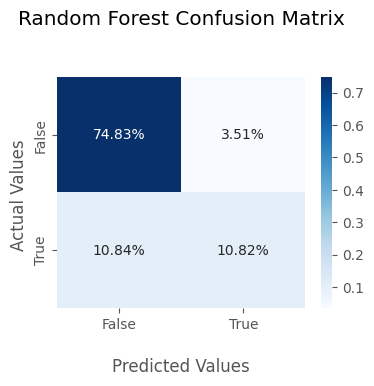 Random Forest Confusion Matrix
Actual Values
False
74.83%
3.51%
True
10.84%
10.82%
False
True
Predicted Values
0.7
0.6
0.5
0.4
0.3
0.2
0.1